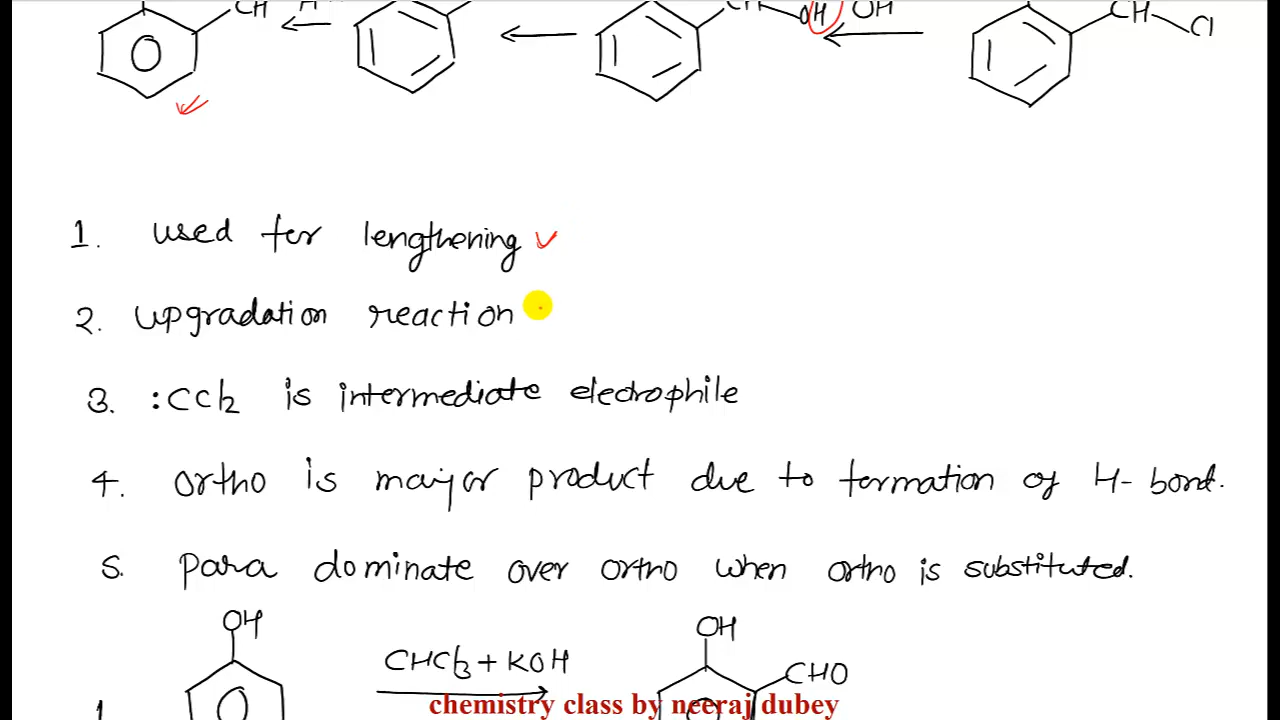 CH H CH OH OH CH Cl
1. used for lengthening
2. upgradation reaction
3. :CCl2 is intermediate electrophile
4. ortho is major product due to formation of H-bond.
5. para dominate over ortho when ortho is substituted.
OH OH
CHCl3 + KOH CHO
1
chemistry class by neeraj dubey